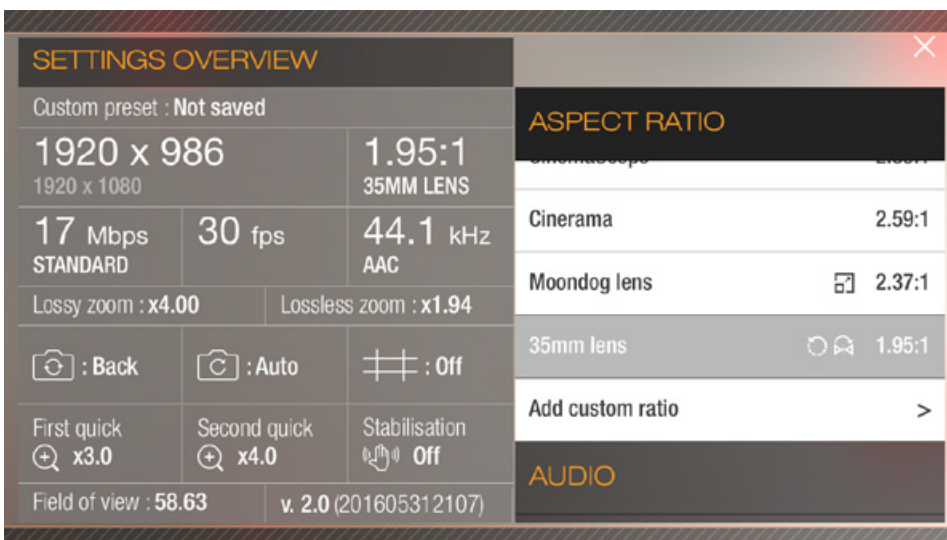 SETTINGS OVERVIEW
Custom preset : Not saved
1920 x 986
1920 x 1080
1.95:1
35MM LENS
17 Mbps
STANDARD
30 fps
44.1 kHz
AAC
Lossy zoom : x4.00
Lossless zoom : x1.94
: Back
: Auto
: Off
First quick
x3.0
Second quick
x4.0
Stabilisation
Off
Field of view : 58.63
v. 2.0 (201605312107)
ASPECT RATIO
Cinerama 2.59:1
Moondog lens 2.37:1
35mm lens 1.95:1
Add custom ratio >
AUDIO